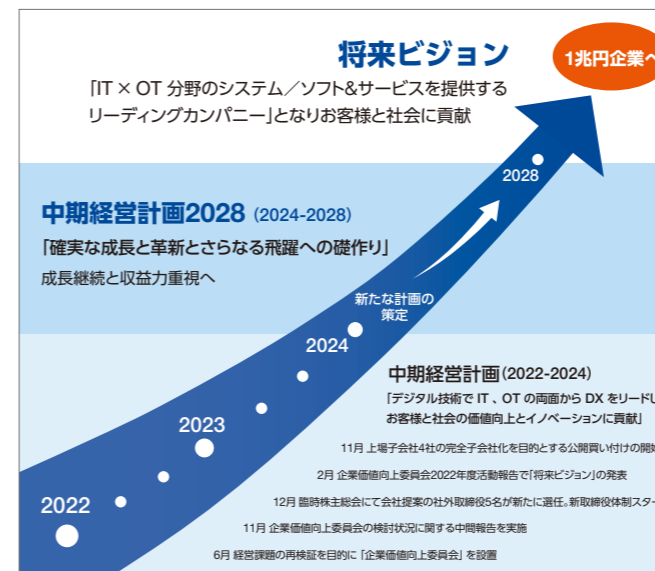 将来ビジョン
1兆円企業へ
「IT × OT 分野のシステム／ソフト&サービスを提供する
リーディングカンパニー」となりお客様と社会に貢献
2028
中期経営計画2028 (2024-2028)
「確実な成長と革新とさらなる飛躍への礎作り」
成長継続と収益力重視へ
新たな計画の
策定
2024
中期経営計画(2022-2024)
「デジタル技術で IT 、OT の両面から DX をリードし
お客様と社会の価値向上とイノベーションに貢献」
2023
11月 上場子会社4社の完全子会社化を目的とする公開買い付けの開始
2月 企業価値向上委員会2022年度活動報告で「将来ビジョン」の発表
2022
12月 臨時株主総会にて会社提案の社外取締役5名が新たに選任。新取締役体制スター
11月 企業価値向上委員会の検討状況に関する中間報告を実施
6月 経営課題の再検証を目的に「企業価値向上委員会」を設置